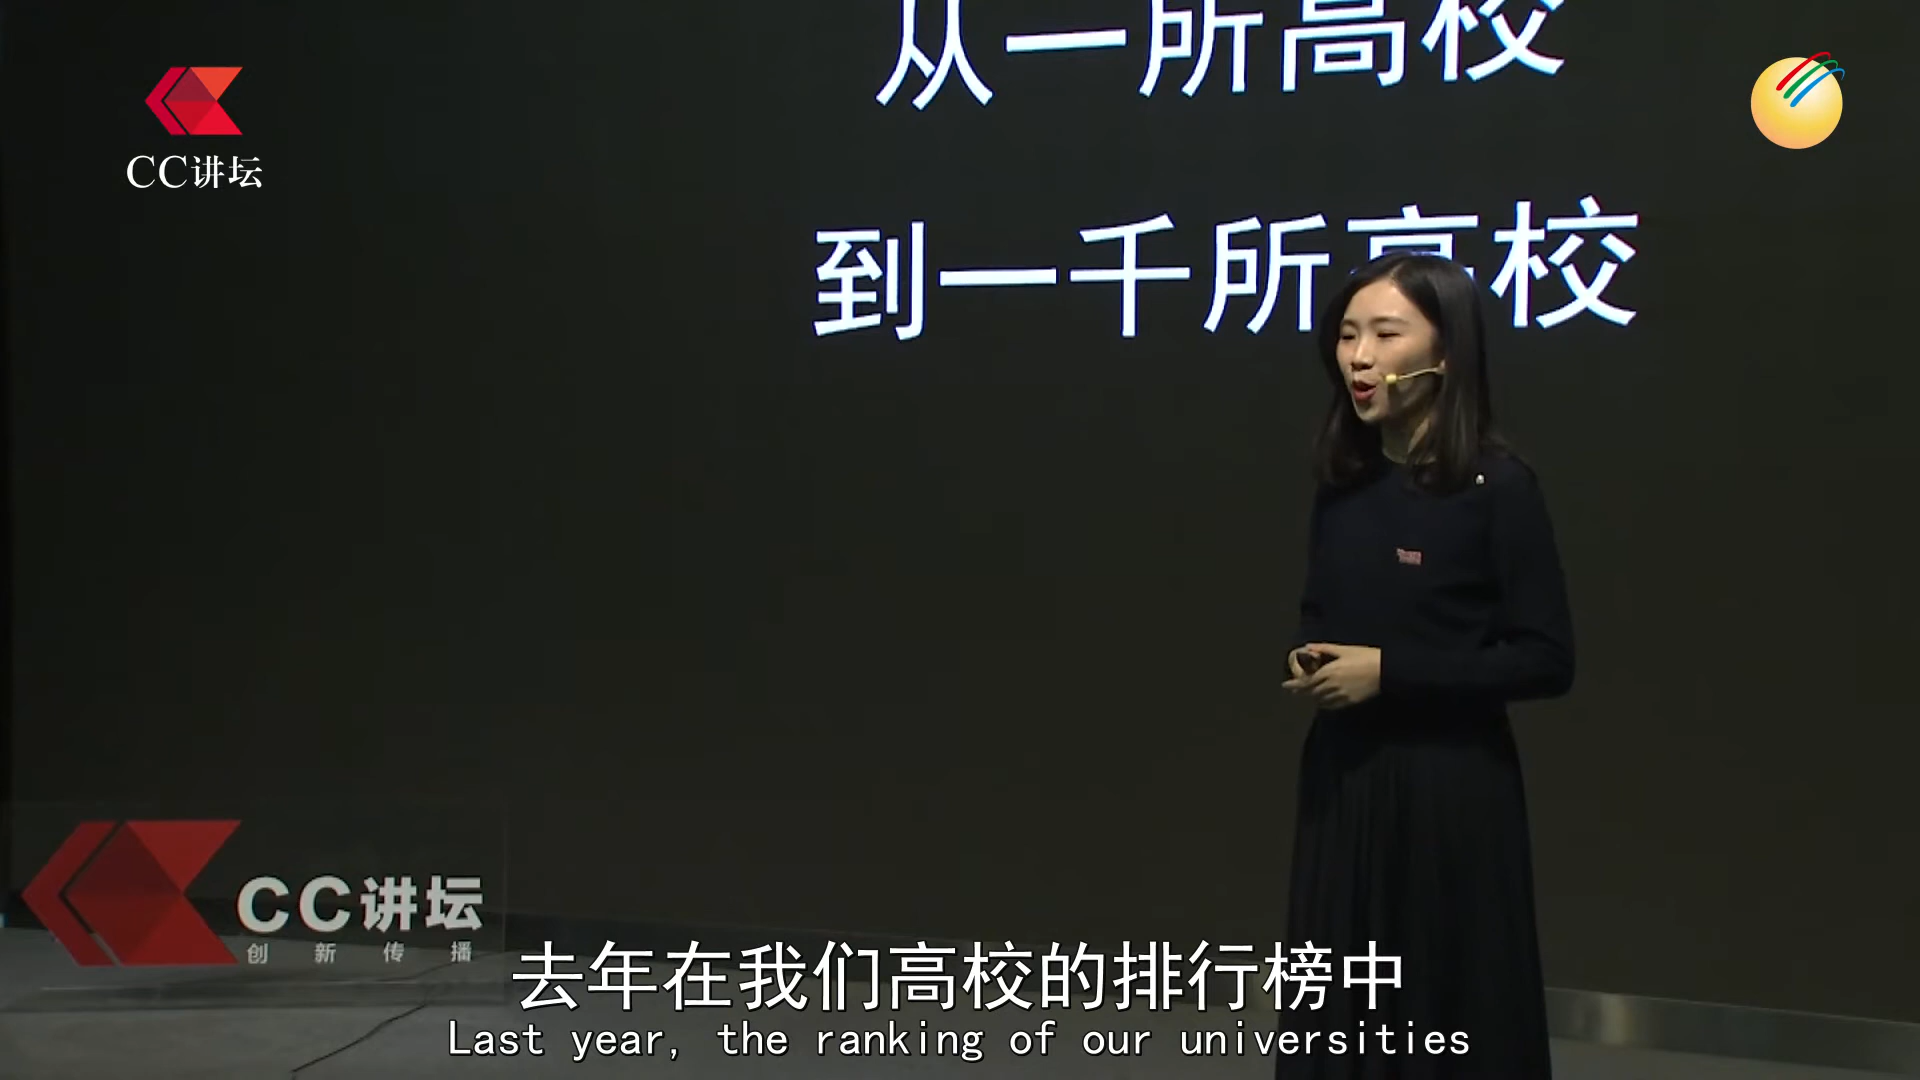 从一所高校
CC讲坛
到一千所高校
CC讲坛
创新传播
去年在我们高校的排行榜中
Last year, the ranking of our universities